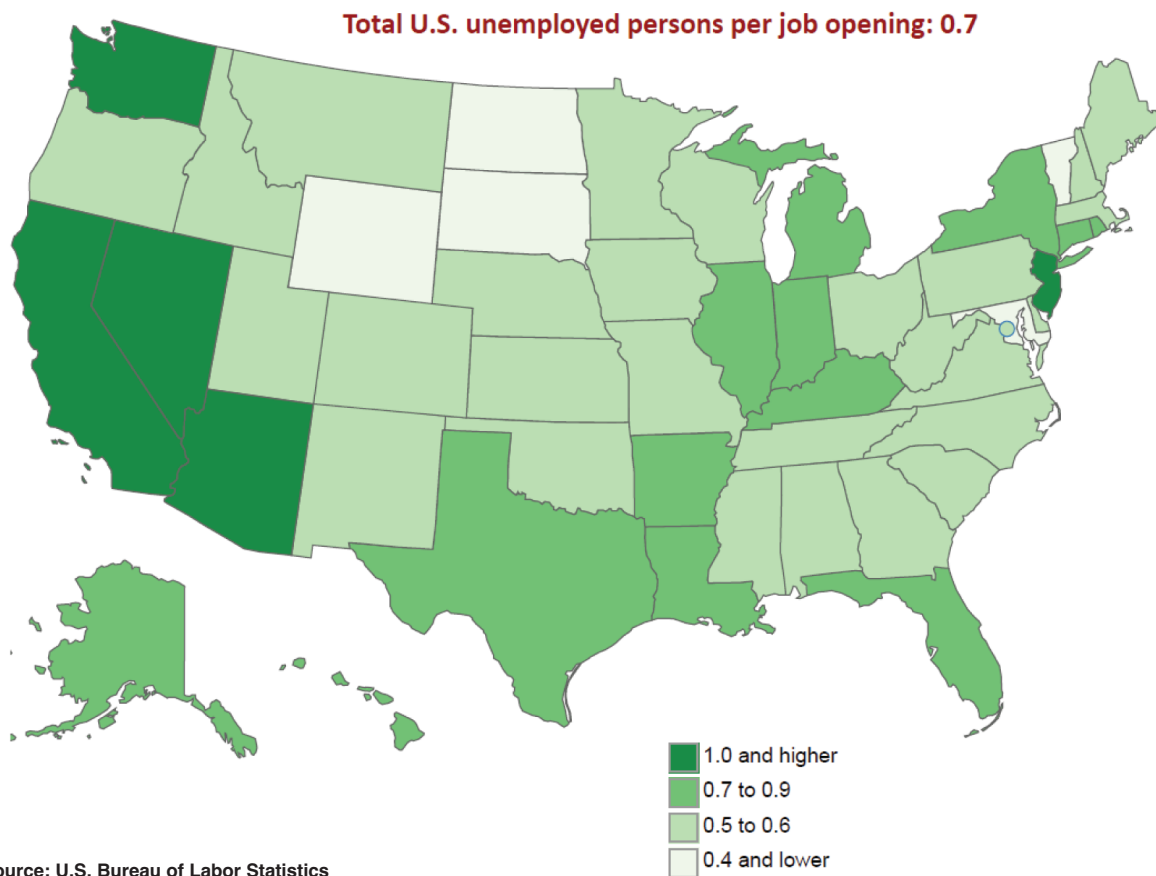 Total U.S. unemployed persons per job opening: 0.7
1.0 and higher
0.7 to 0.9
0.5 to 0.6
0.4 and lower
ource: U.S. Bureau of Labor Statistics